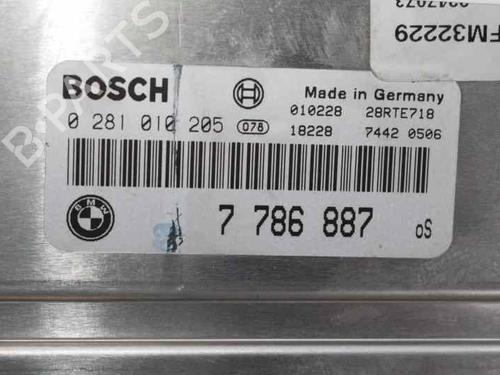 FM32229
BOSCH
Made in Germany
010228 28RTE718
0 281 010 205 078 18228 7442 0506
BMW
7 786 887 oS
B-PARTS